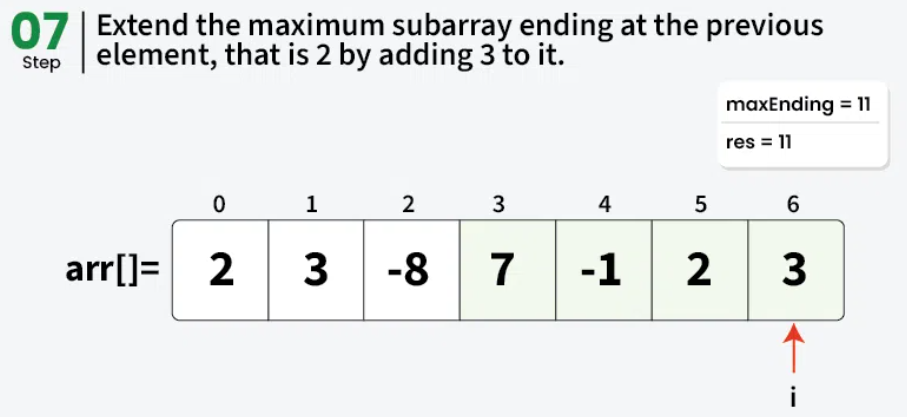 07
Step
Extend the maximum subarray ending at the previous
element, that is 2 by adding 3 to it.
maxEnding = 11
res = 11
0 1 2 3 4 5 6
arr[]= 2 3 -8 7 -1 2 3
i